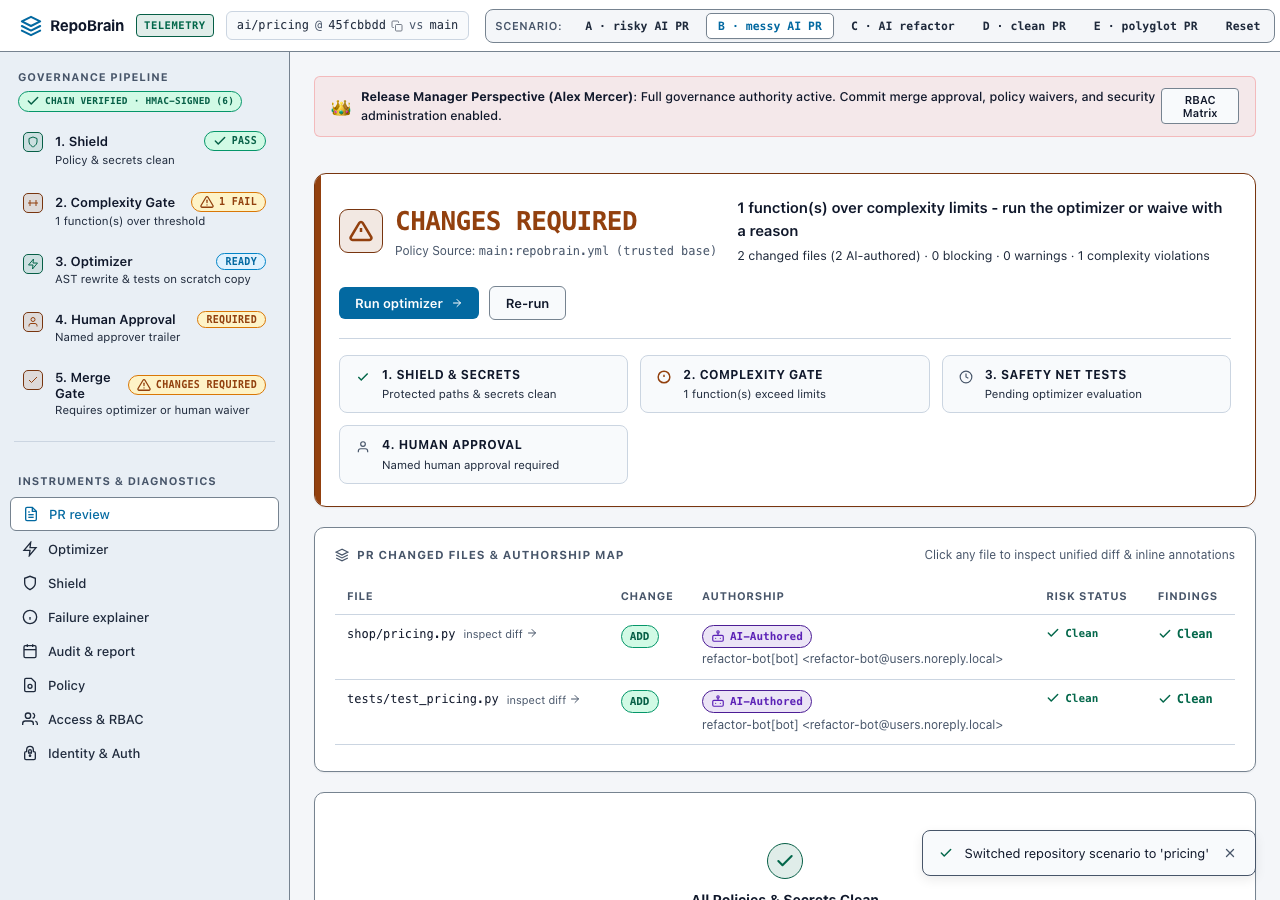 RepoBrain TELEMETRY ai/pricing @ 45fcbbdd vs main SCENARIO: A · risky AI PR B · messy AI PR C · AI refactor D · clean PR E · polyglot PR Reset
GOVERNANCE PIPELINE
CHAIN VERIFIED · HMAC-SIGNED (6)
1. Shield PASS
Policy & secrets clean
2. Complexity Gate 1 FAIL
1 function(s) over threshold
3. Optimizer READY
AST rewrite & tests on scratch copy
4. Human Approval REQUIRED
Named approver trailer
5. Merge
Gate CHANGES REQUIRED
Requires optimizer or human waiver
INSTRUMENTS & DIAGNOSTICS
PR review
Optimizer
Shield
Failure explainer
Audit & report
Policy
Access & RBAC
Identity & Auth
Release Manager Perspective (Alex Mercer): Full governance authority active. Commit merge approval, policy waivers, and security
administration enabled.
RBAC
Matrix
CHANGES REQUIRED
Policy Source: main:repobrain.yml (trusted base)
1 function(s) over complexity limits - run the optimizer or waive with
a reason
2 changed files (2 AI-authored) · 0 blocking · 0 warnings · 1 complexity violations
Run optimizer → Re-run
1. SHIELD & SECRETS
Protected paths & secrets clean
2. COMPLEXITY GATE
1 function(s) exceed limits
3. SAFETY NET TESTS
Pending optimizer evaluation
4. HUMAN APPROVAL
Named human approval required
PR CHANGED FILES & AUTHORSHIP MAP Click any file to inspect unified diff & inline annotations
FILE CHANGE AUTHORSHIP RISK STATUS FINDINGS
shop/pricing.py inspect diff → ADD AI-Authored Clean Clean
refactor-bot[bot] <refactor-bot@users.noreply.local>
tests/test_pricing.py inspect diff → ADD AI-Authored Clean Clean
refactor-bot[bot] <refactor-bot@users.noreply.local>
All Policies & Secrets Clean
Switched repository scenario to 'pricing'